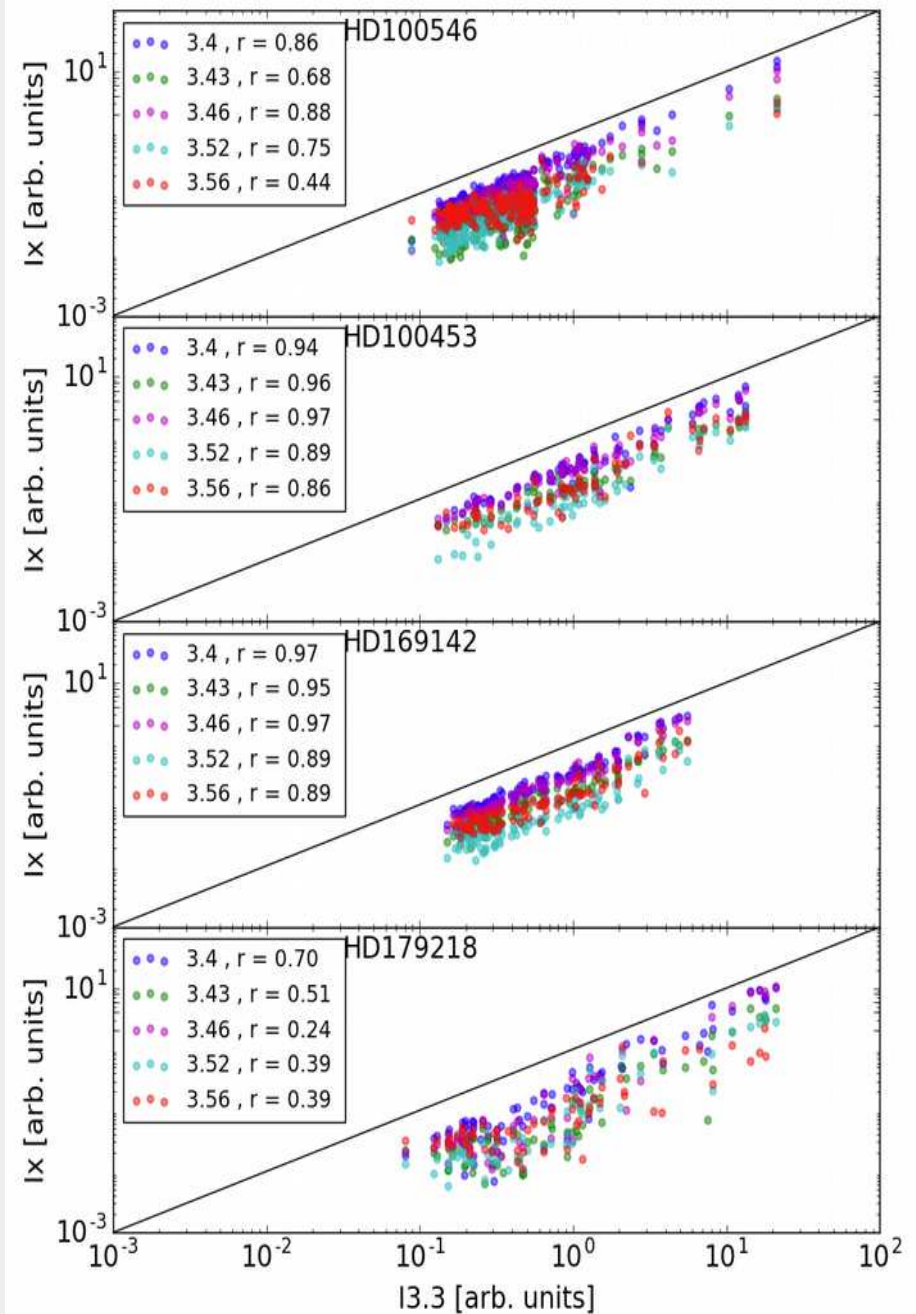 HD100546
3.4 , r = 0.86
3.43 , r = 0.68
3.46 , r = 0.88
3.52 , r = 0.75
3.56 , r = 0.44
10^1
10^-3
Ix [arb. units]
HD100453
3.4 , r = 0.94
3.43 , r = 0.96
3.46 , r = 0.97
3.52 , r = 0.89
3.56 , r = 0.86
10^1
10^-3
Ix [arb. units]
HD169142
3.4 , r = 0.97
3.43 , r = 0.95
3.46 , r = 0.97
3.52 , r = 0.89
3.56 , r = 0.89
10^1
10^-3
Ix [arb. units]
HD179218
3.4 , r = 0.70
3.43 , r = 0.51
3.46 , r = 0.24
3.52 , r = 0.39
3.56 , r = 0.39
10^1
10^-3
Ix [arb. units]
10^-3 10^-2 10^-1 10^0 10^1 10^2
I3.3 [arb. units]